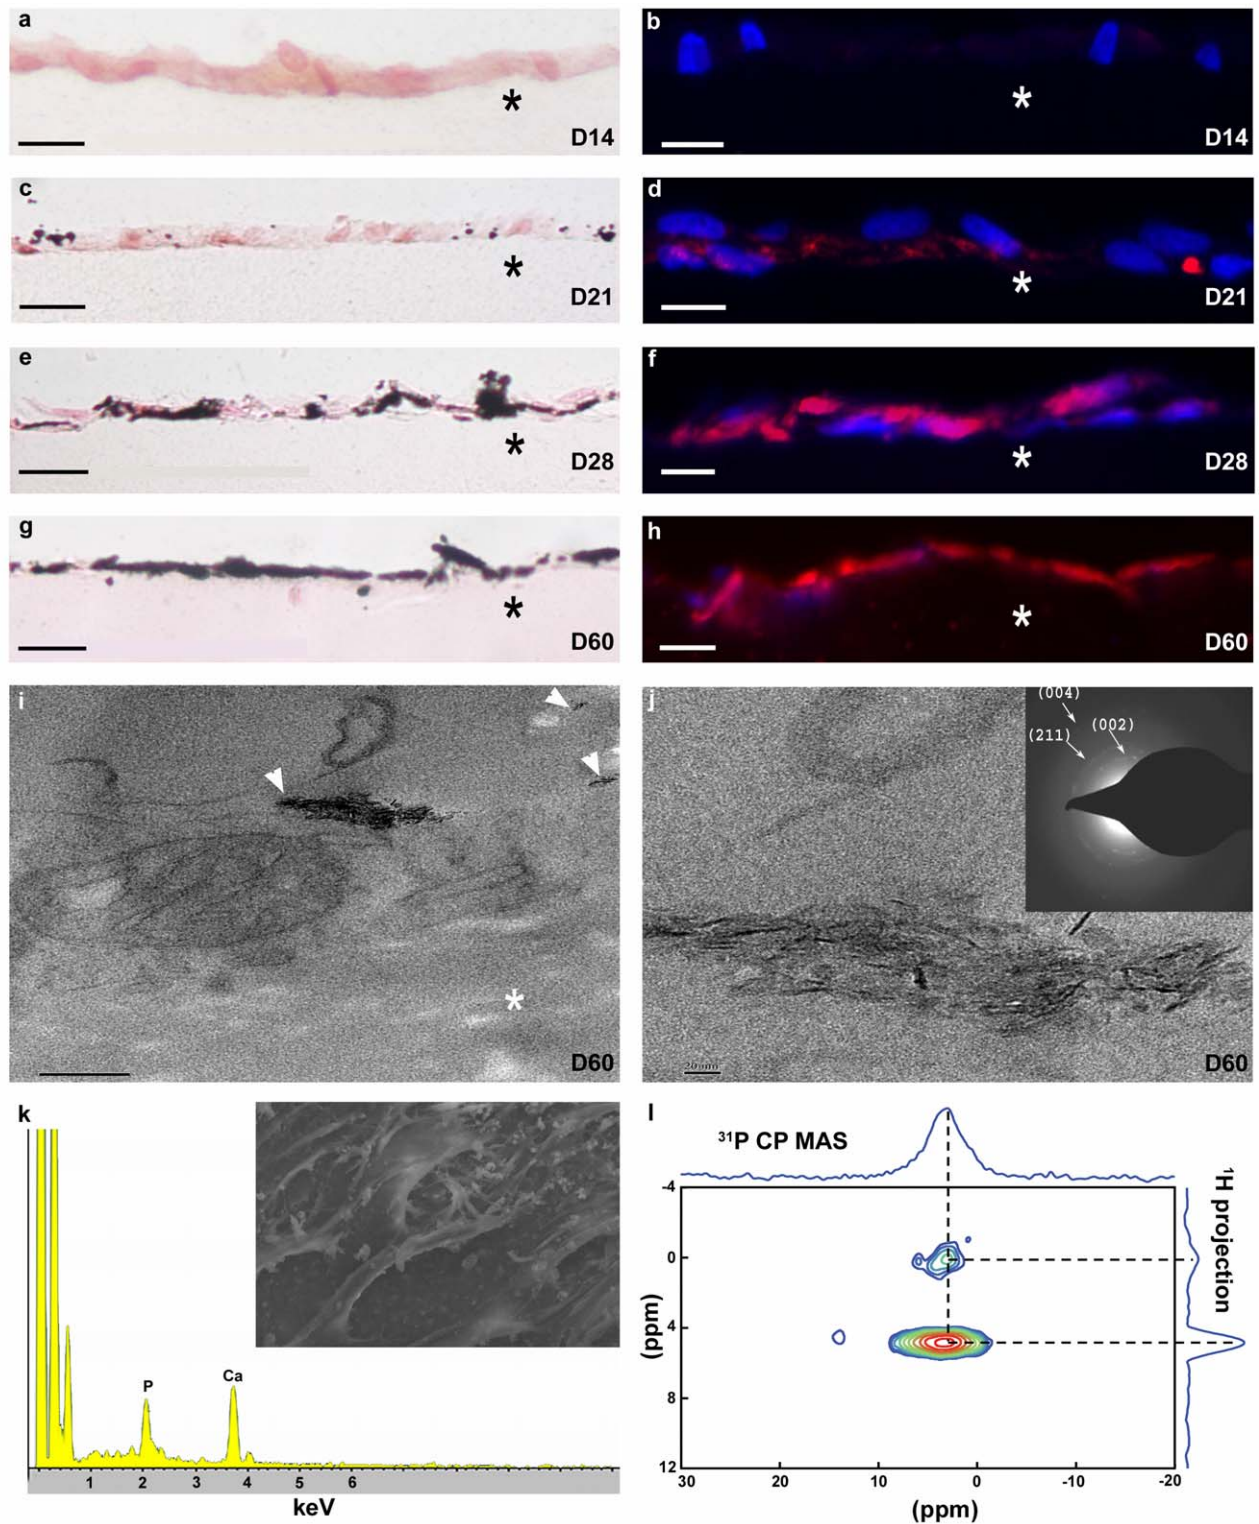 a
*
D14
b
*
D14
c
*
D21
d
*
D21
e
*
D28
f
*
D28
g
*
D60
h
*
D60
i
*
D60
j
(004)
(211)
(002)
20 nm
D60
k
P
Ca
1 2 3 4 5 6
keV
l
³¹P CP MAS
¹H projection
-4
0
4
8
12
(ppm)
30 20 10 0 -10 -20
(ppm)